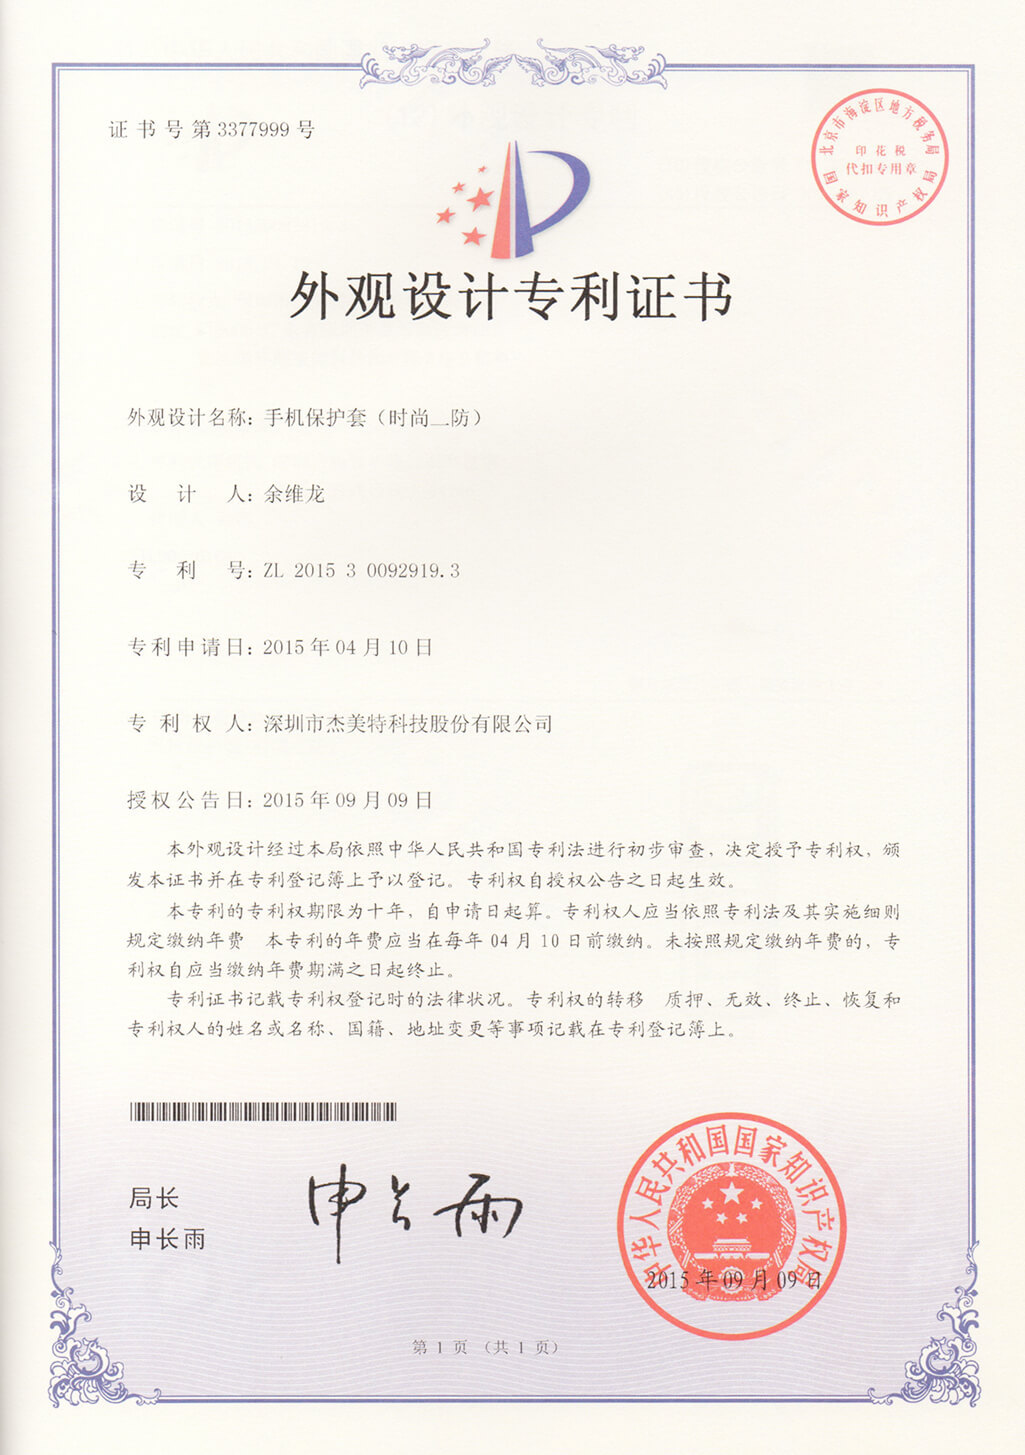 证书号第3377999号
北京市海淀区地方税务局
印花税
代扣专用章
国家知识产权局
外观设计专利证书
外观设计名称：手机保护套（时尚二防）
设计人：余维龙
专利号：ZL 2015 3 0092919.3
专利申请日：2015年04月10日
专利权人：深圳市杰美特科技股份有限公司
授权公告日：2015年09月09日
本外观设计经过本局依照中华人民共和国专利法进行初步审查，决定授予专利权，颁
发本证书并在专利登记簿上予以登记。专利权自授权公告之日起生效。
本专利的专利权期限为十年，自申请日起算。专利权人应当依照专利法及其实施细则
规定缴纳年费 本专利的年费应当在每年04月10日前缴纳。未按照规定缴纳年费的，专
利权自应当缴纳年费期满之日起终止。
专利证书记载专利权登记时的法律状况。专利权的转移 质押、无效、终止、恢复和
专利权人的姓名或名称、国籍、地址变更等事项记载在专利登记簿上。
局长
申长雨
申长雨
中华人民共和国国家知识产权局
2015年09月09日
第1页（共1页）